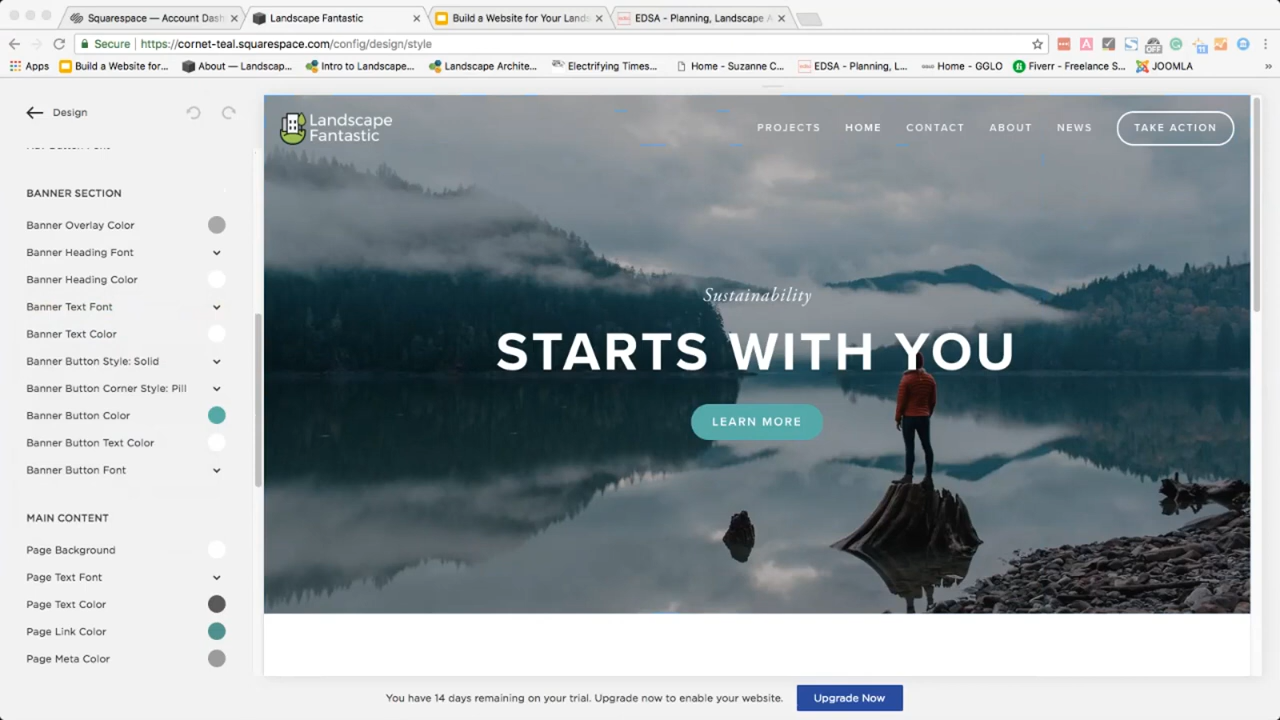 Squarespace — Account Dash
Landscape Fantastic
Build a Website for Your Lands
EDSA - Planning, Landscape A
Secure
https://cornet-teal.squarespace.com/config/design/style
OFF
11
Apps
Build a Website for...
About — Landscap...
Intro to Landscape...
Landscape Archite...
Electrifying Times...
Home - Suzanne C...
EDSA - Planning, L...
Home - GGLO
Fiverr - Freelance S...
JOOMLA
»
Design
BANNER SECTION
Banner Overlay Color
Banner Heading Font
Banner Heading Color
Banner Text Font
Banner Text Color
Banner Button Style: Solid
Banner Button Corner Style: Pill
Banner Button Color
Banner Button Text Color
Banner Button Font
MAIN CONTENT
Page Background
Page Text Font
Page Text Color
Page Link Color
Page Meta Color
Landscape
Fantastic
PROJECTS
HOME
CONTACT
ABOUT
NEWS
TAKE ACTION
Sustainability
STARTS WITH YOU
LEARN MORE
You have 14 days remaining on your trial. Upgrade now to enable your website.
Upgrade Now